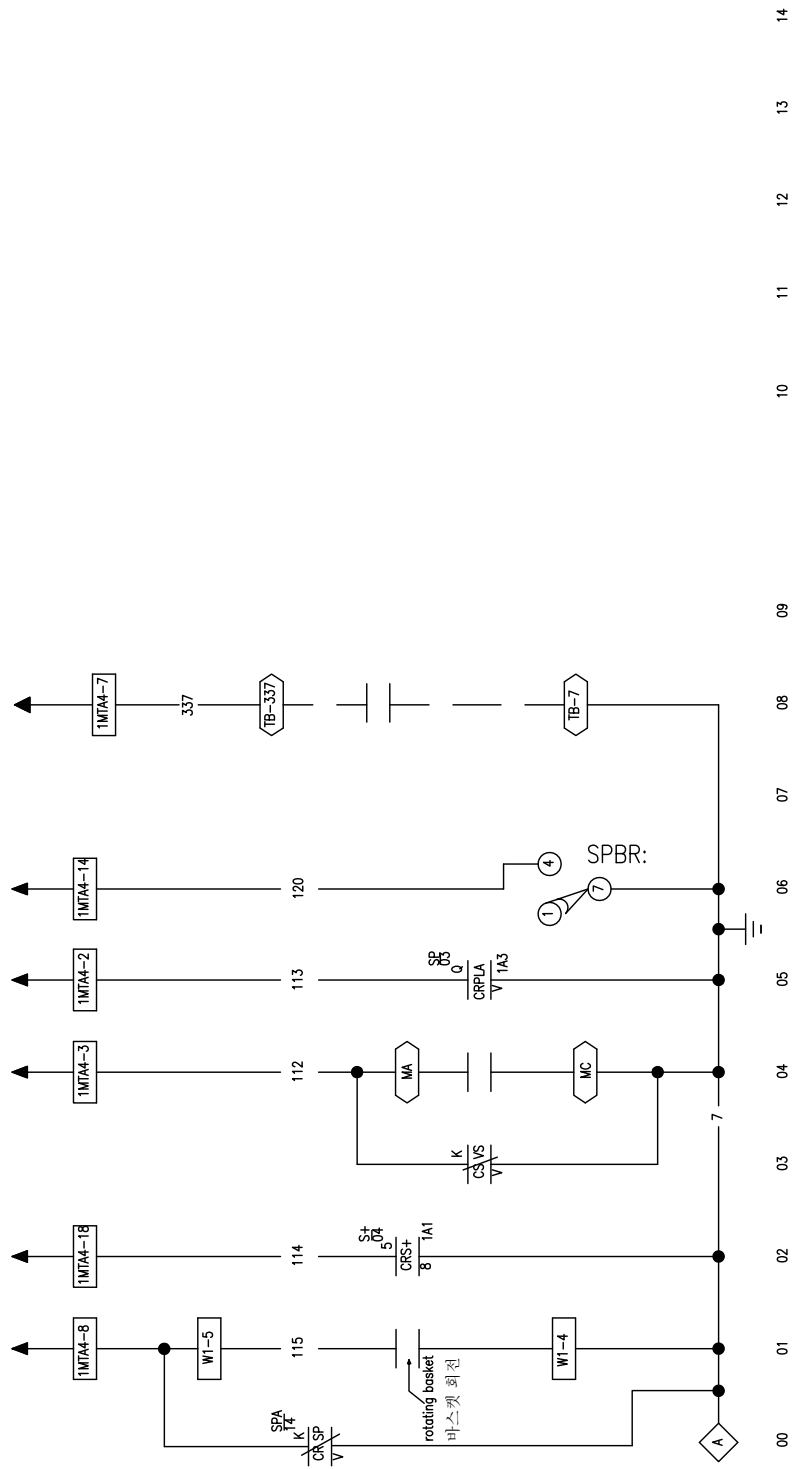 1MTA4-8
W1-5
115
rotating basket
바스켓 회전
W1-4
SPA
14
K
CR SP
V
A
1MTA4-18
114
S+
04
5
CRS+
8
1A1
1MTA4-3
112
MA
MC
K
CS VS
V
7
1MTA4-2
113
SP
03
Q
CRPLA
V
1A3
1MTA4-14
120
4
1
7
SPBR:
1MTA4-7
337
TB-337
TB-7
00
01
02
03
04
05
06
07
08
09
10
11
12
13
14